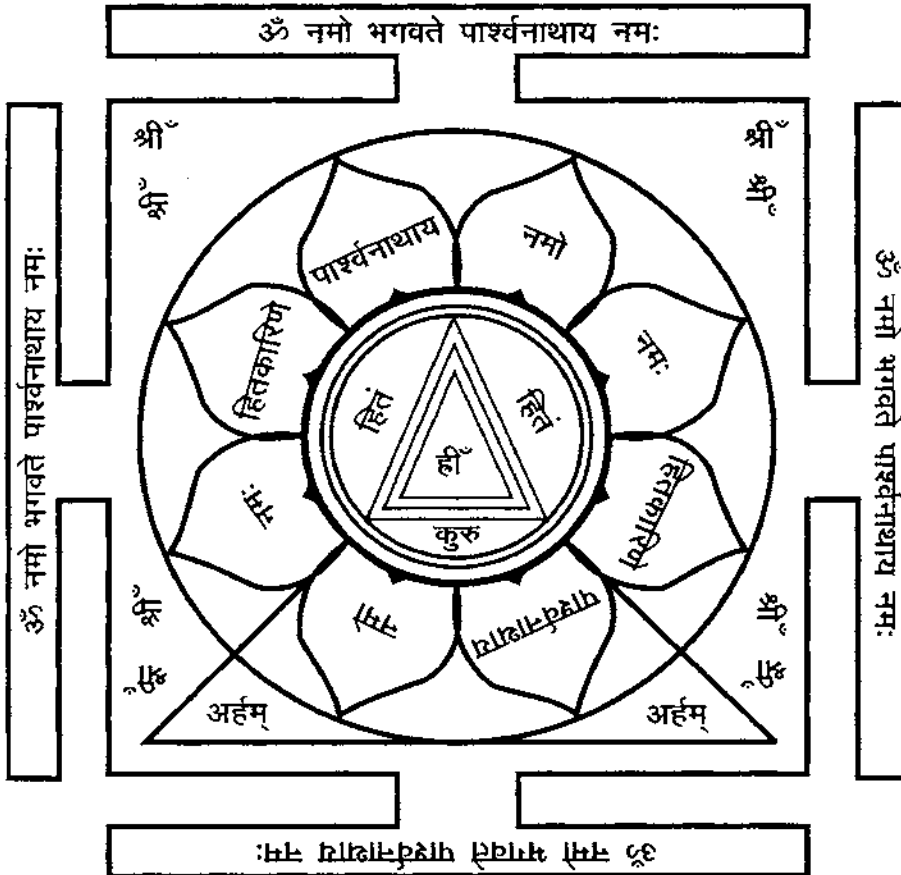 ॐ नमो भगवते पार्श्वनाथाय नमः
श्रीँ
श्रीँ
श्रीँ
श्रीँ
पार्श्वनाथाय
नमो
हितकारिणे
नमः
हितं
हितं
ह्रीँ
कुरु
नमः
हितकारिणे
नमो
पार्श्वनाथाय
श्रीँ
श्रीँ
श्रीँ
श्रीँ
अर्हम्
अर्हम्
ॐ नमो भगवते पार्श्वनाथाय नमः
ॐ नमो भगवते पार्श्वनाथाय नमः
ॐ नमो भगवते पार्श्वनाथाय नमः